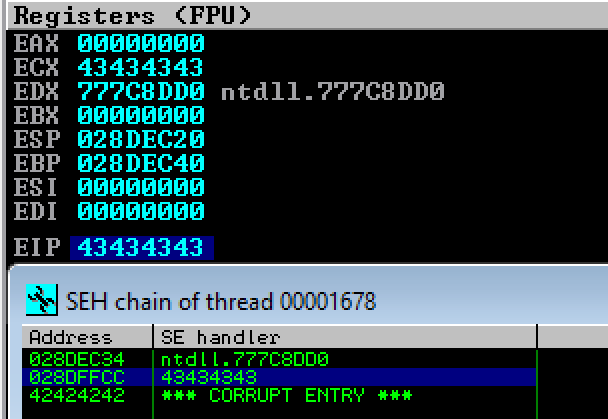 Registers (FPU)
EAX 00000000
ECX 43434343
EDX 777C8DD0 ntdll.777C8DD0
EBX 00000000
ESP 028DEC20
EBP 028DEC40
ESI 00000000
EDI 00000000
EIP 43434343
SEH chain of thread 00001678
Address SE handler
028DEC34 ntdll.777C8DD0
028DFFCC 43434343
42424242 *** CORRUPT ENTRY ***